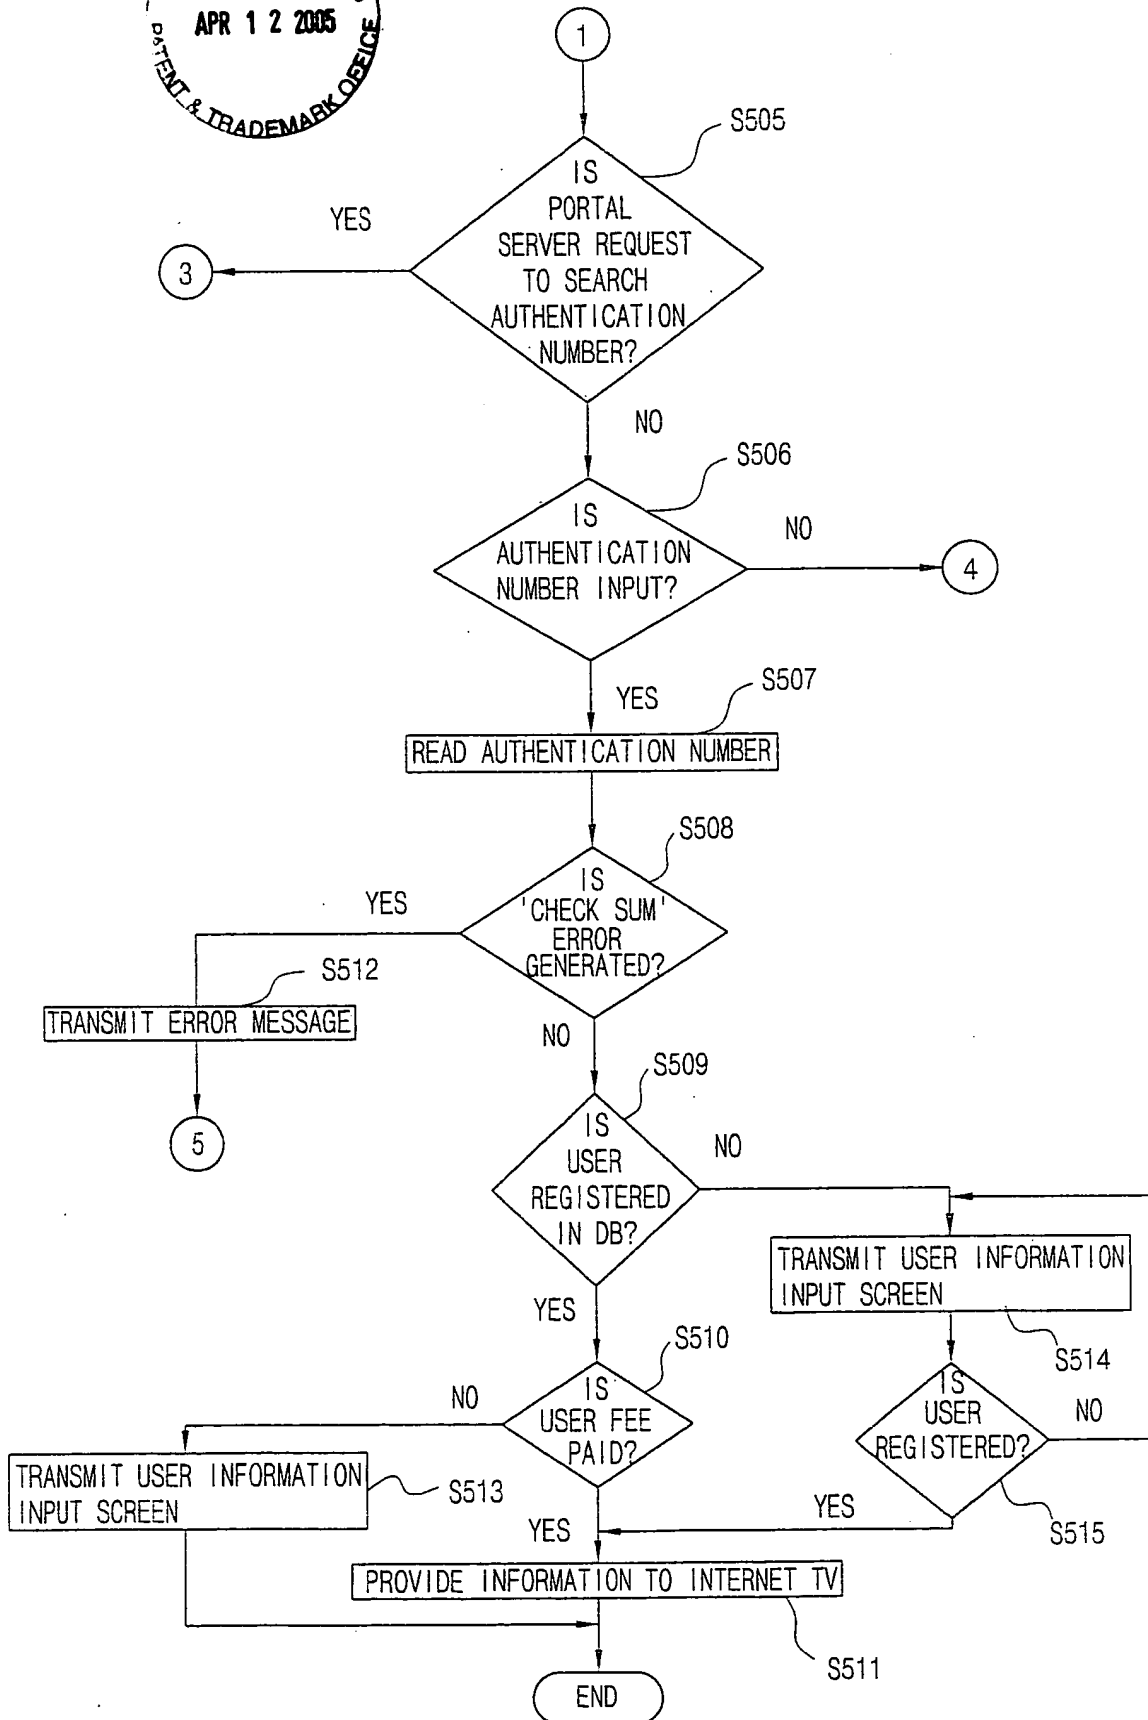 APR 1 2 2005
PATENT & TRADEMARK OFFICE
1
S505
IS
PORTAL
SERVER REQUEST
TO SEARCH
AUTHENTICATION
NUMBER?
YES
3
NO
S506
IS
AUTHENTICATION
NUMBER INPUT?
NO
4
YES
S507
READ AUTHENTICATION NUMBER
S508
IS
'CHECK SUM'
ERROR
GENERATED?
YES
S512
TRANSMIT ERROR MESSAGE
5
NO
S509
IS
USER
REGISTERED
IN DB?
NO
TRANSMIT USER INFORMATION
INPUT SCREEN
S514
YES
S510
IS
USER FEE
PAID?
NO
TRANSMIT USER INFORMATION
INPUT SCREEN
S513
IS
USER
REGISTERED?
NO
S515
YES
YES
PROVIDE INFORMATION TO INTERNET TV
S511
END